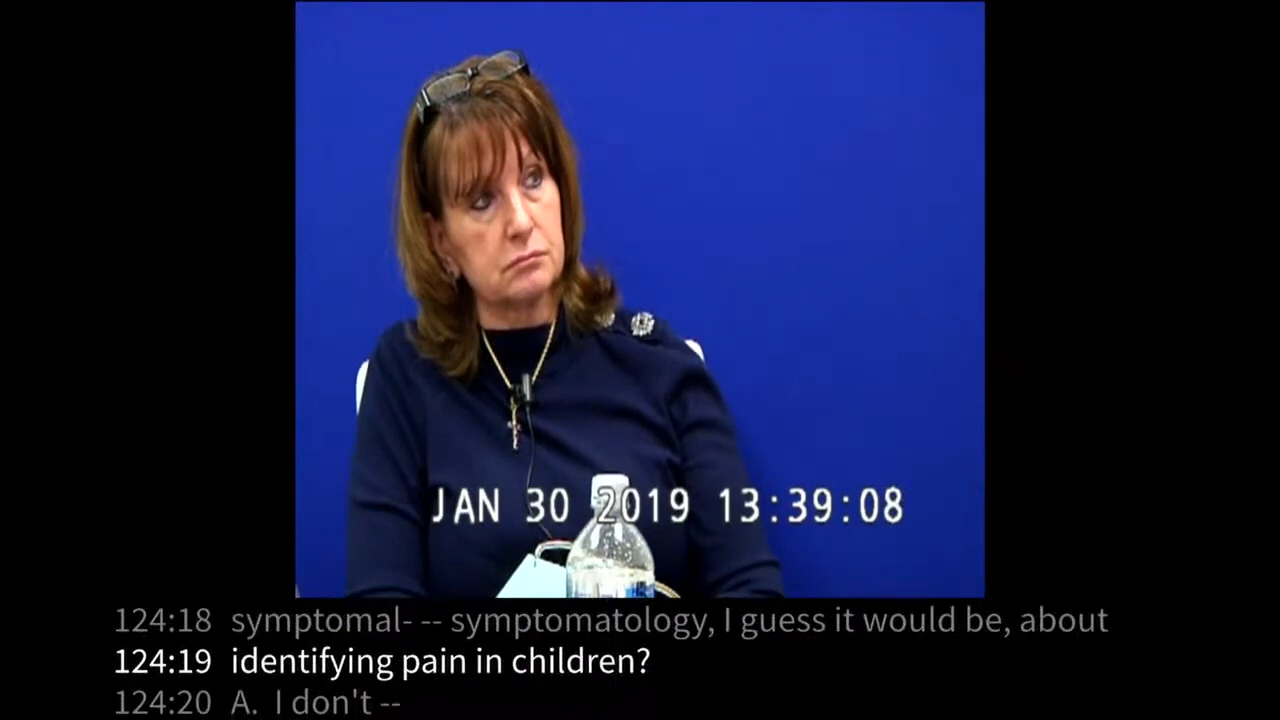 JAN 30 2019 13:39:08
124:18 symptomal- -- symptomatology, I guess it would be, about
124:19 identifying pain in children?
124:20 A. I don't --